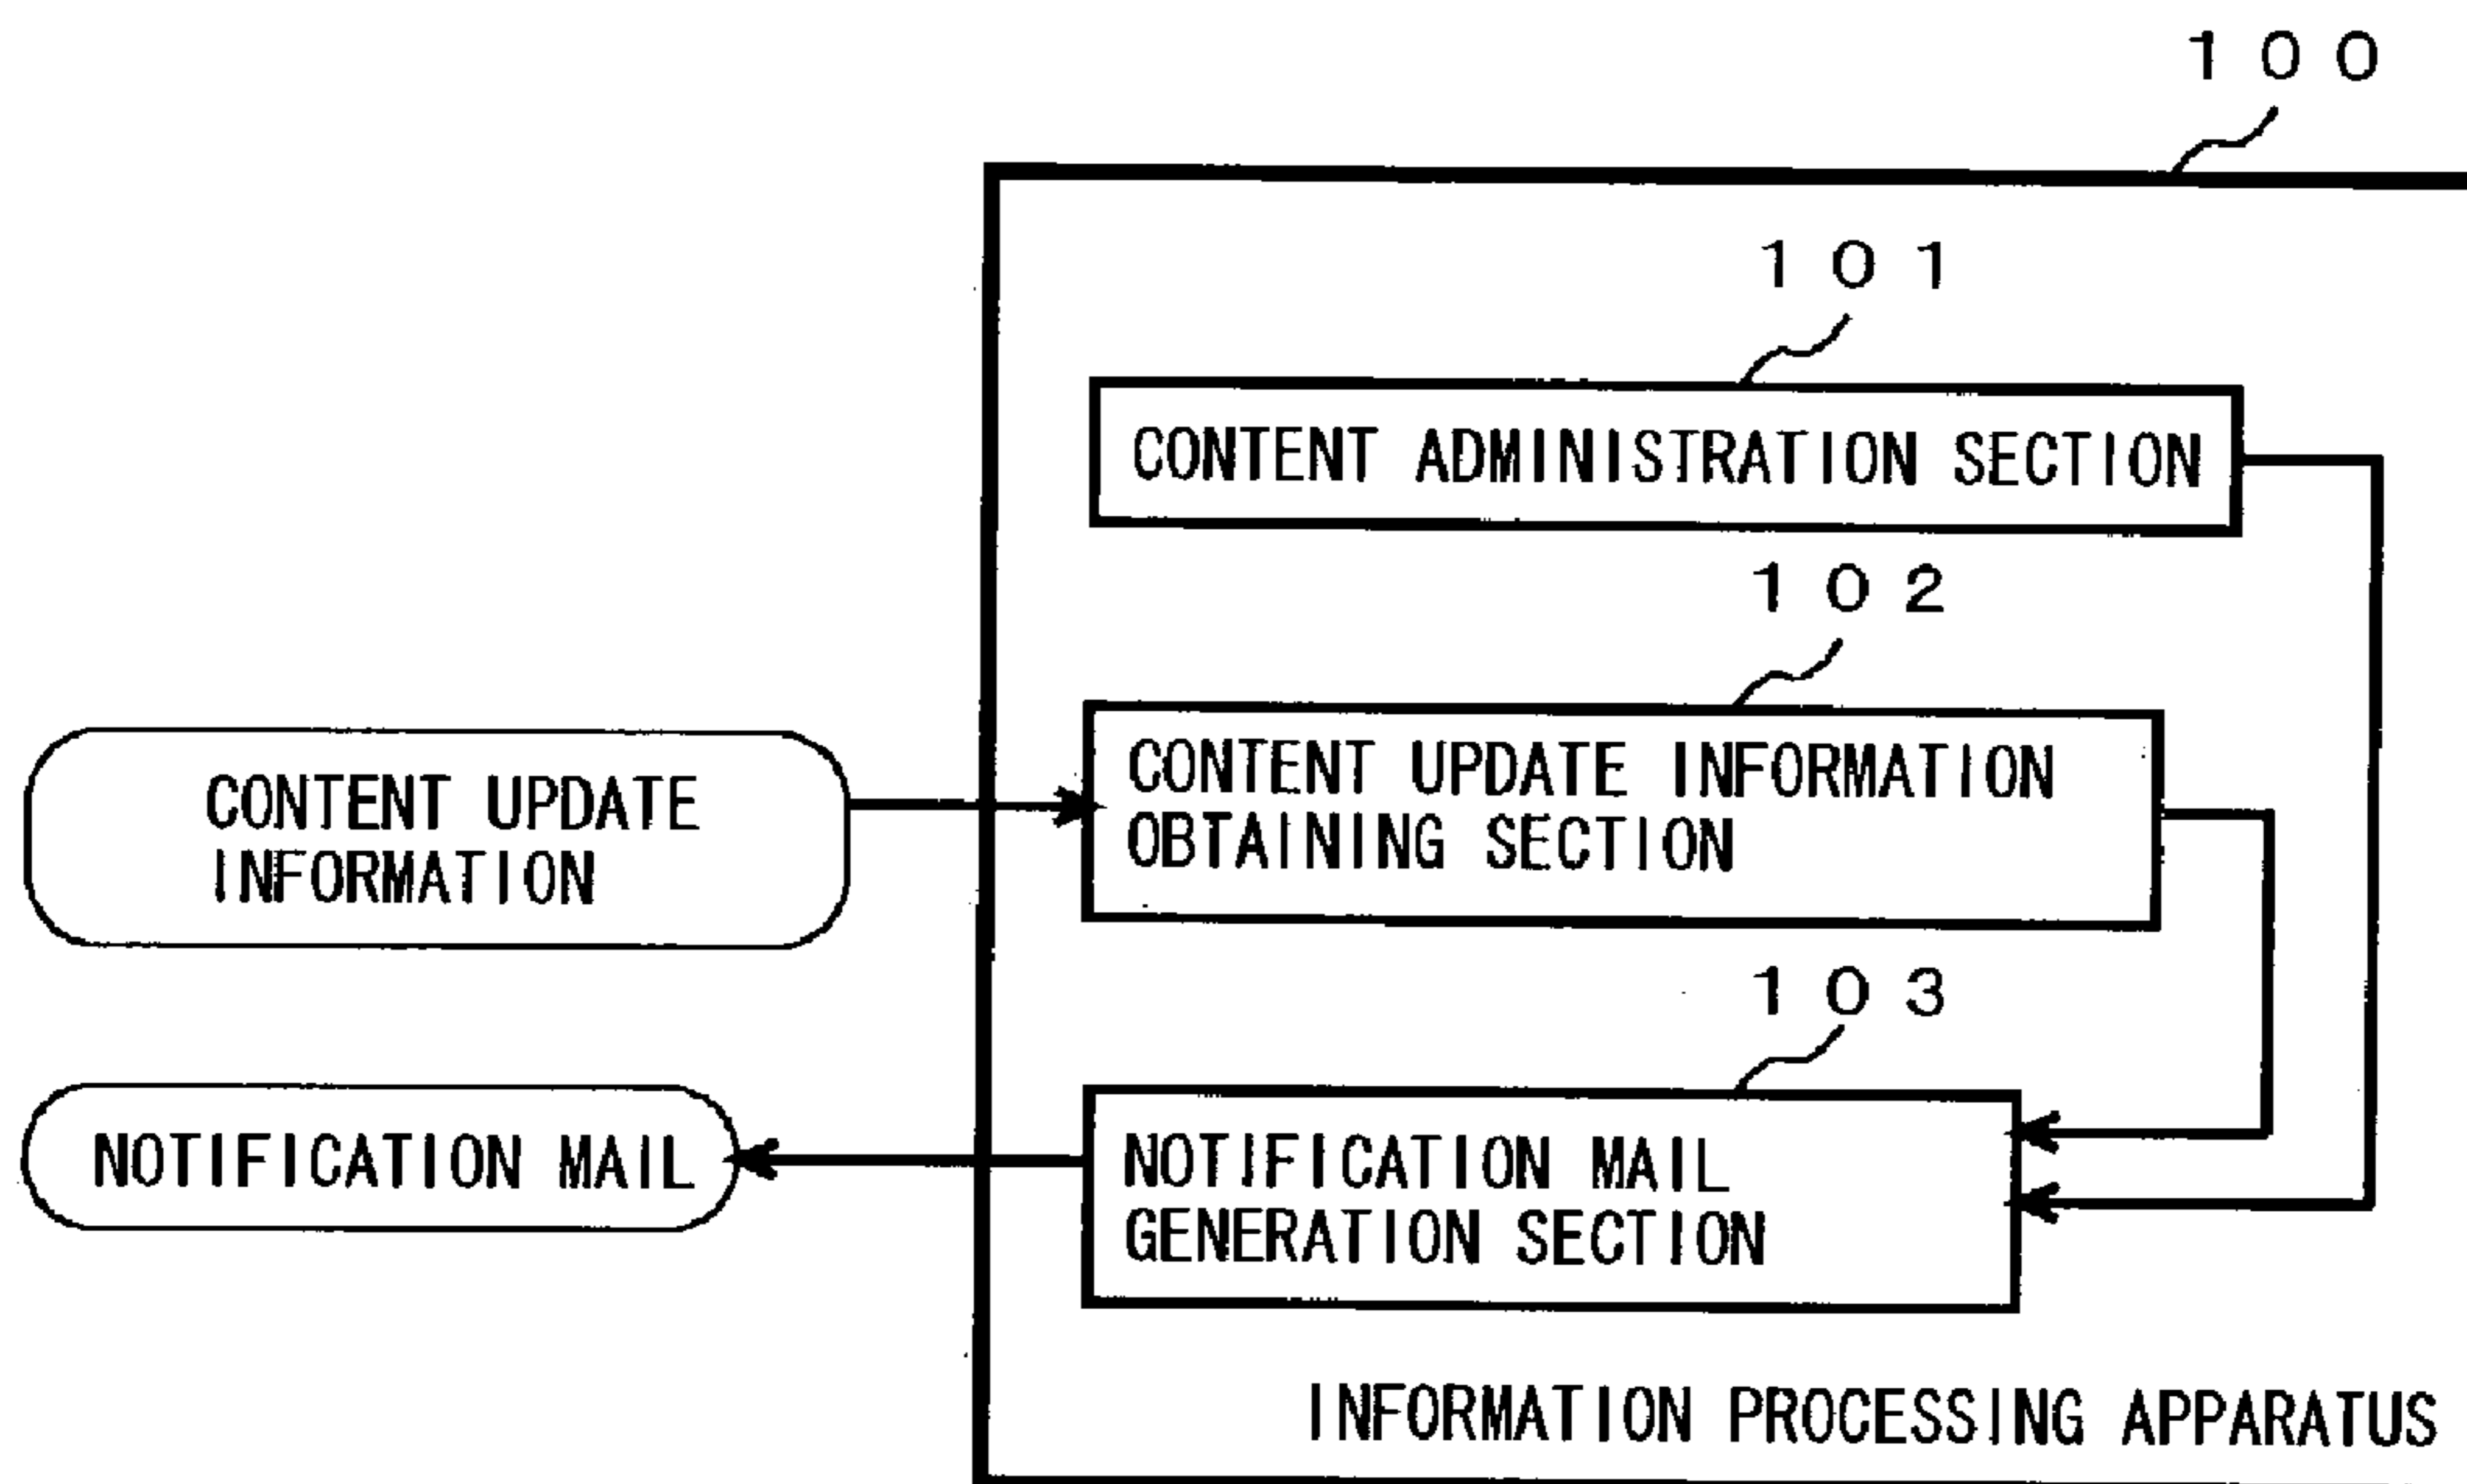 100
101
CONTENT ADMINISTRATION SECTION
102
CONTENT UPDATE
INFORMATION
CONTENT UPDATE INFORMATION
OBTAINING SECTION
103
NOTIFICATION MAIL
NOTIFICATION MAIL
GENERATION SECTION
INFORMATION PROCESSING APPARATUS